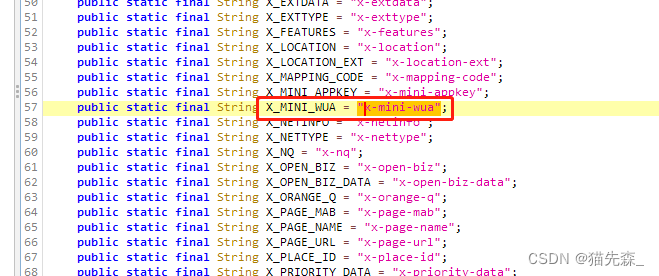 50 public static final String X_EXTDATA = "x-extdata";
51 public static final String X_EXTTYPE = "x-exttype";
52 public static final String X_FEATURES = "x-features";
53 public static final String X_LOCATION = "x-location";
54 public static final String X_LOCATION_EXT = "x-location-ext";
55 public static final String X_MAPPING_CODE = "x-mapping-code";
56 public static final String X_MINI_APPKEY = "x-mini-appkey";
57 public static final String X_MINI_WUA = "x-mini-wua";
58 public static final String X_NETINFO = "x-netinfo";
59 public static final String X_NETTYPE = "x-nettype";
60 public static final String X_NQ = "x-nq";
61 public static final String X_OPEN_BIZ = "x-open-biz";
62 public static final String X_OPEN_BIZ_DATA = "x-open-biz-data";
63 public static final String X_ORANGE_Q = "x-orange-q";
64 public static final String X_PAGE_MAB = "x-page-mab";
65 public static final String X_PAGE_NAME = "x-page-name";
66 public static final String X_PAGE_URL = "x-page-url";
67 public static final String X_PLACE_ID = "x-place-id";
68 public static final String X_PRIORITY_DATA = "x-priority-data";
CSDN @猫先森_